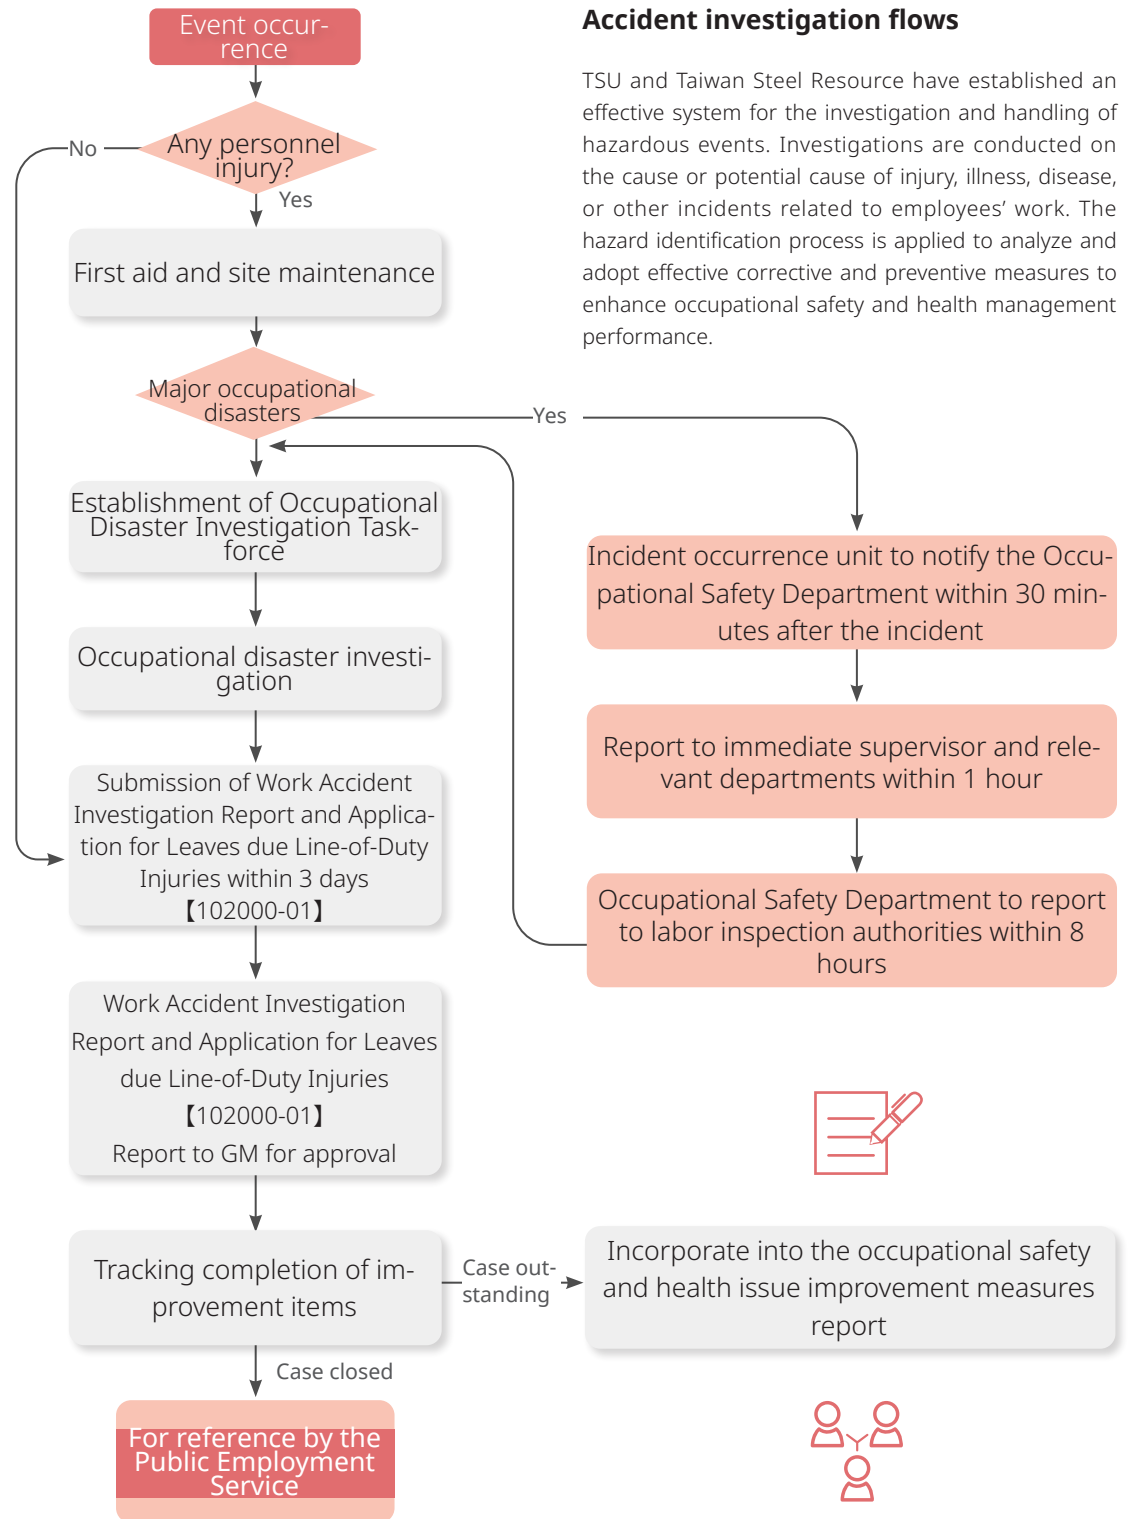 Event occur-
rence
Any personnel
injury?
No
Yes
First aid and site maintenance
Major occupational
disasters
Yes
Establishment of Occupational
Disaster Investigation Task-
force
Occupational disaster investi-
gation
Submission of Work Accident
Investigation Report and Applica-
tion for Leaves due Line-of-Duty
Injuries within 3 days
【102000-01】
Work Accident Investigation
Report and Application for Leaves
due Line-of-Duty Injuries
【102000-01】
Report to GM for approval
Tracking completion of im-
provement items
Case out-
standing
Case closed
For reference by the
Public Employment
Service
Accident investigation flows
TSU and Taiwan Steel Resource have established an
effective system for the investigation and handling of
hazardous events. Investigations are conducted on
the cause or potential cause of injury, illness, disease,
or other incidents related to employees’ work. The
hazard identification process is applied to analyze and
adopt effective corrective and preventive measures to
enhance occupational safety and health management
performance.
Incident occurrence unit to notify the Occu-
pational Safety Department within 30 min-
utes after the incident
Report to immediate supervisor and rele-
vant departments within 1 hour
Occupational Safety Department to report
to labor inspection authorities within 8
hours
Incorporate into the occupational safety
and health issue improvement measures
report